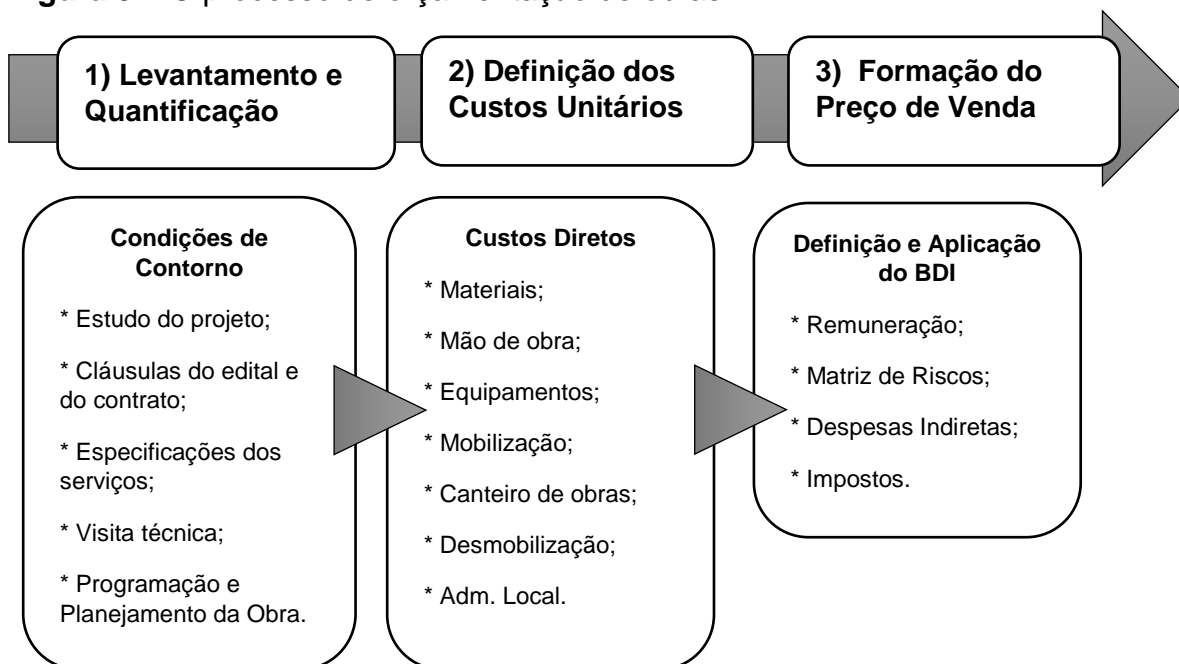 1) Levantamento e
Quantificação
2) Definição dos
Custos Unitários
3) Formação do
Preço de Venda
Condições de
Contorno
* Estudo do projeto;
* Cláusulas do edital e
do contrato;
* Especificações dos
serviços;
* Visita técnica;
* Programação e
Planejamento da Obra.
Custos Diretos
* Materiais;
* Mão de obra;
* Equipamentos;
* Mobilização;
* Canteiro de obras;
* Desmobilização;
* Adm. Local.
Definição e Aplicação
do BDI
* Remuneração;
* Matriz de Riscos;
* Despesas Indiretas;
* Impostos.